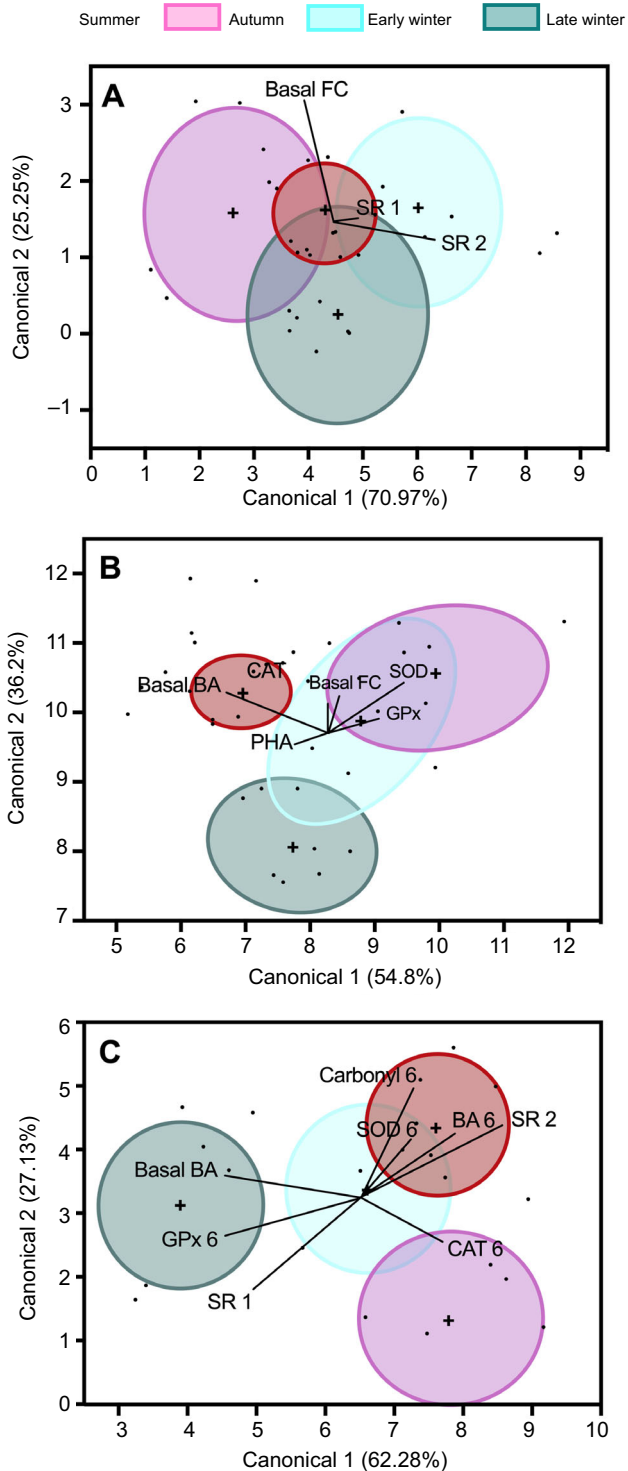 Summer Autumn Early winter Late winter
A
Basal FC
SR 1
SR 2
3
2
1
0
–1
Canonical 2 (25.25%)
0 1 2 3 4 5 6 7 8 9
Canonical 1 (70.97%)
B
CAT
Basal BA
Basal FC
SOD
GPx
PHA
12
11
10
9
8
7
Canonical 2 (36.2%)
5 6 7 8 9 10 11 12
Canonical 1 (54.8%)
C
Carbonyl 6
SOD 6
BA 6
SR 2
Basal BA
GPx 6
CAT 6
SR 1
6
5
4
3
2
1
0
Canonical 2 (27.13%)
3 4 5 6 7 8 9 10
Canonical 1 (62.28%)